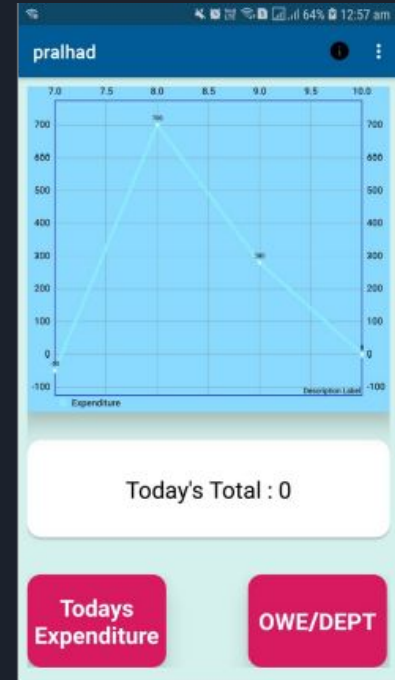 64% 12:57 am
pralhad
7.0 7.5 8.0 8.5 9.0 9.5 10.0
700 700
600 600
500 500
400 400
300 300
200 200
100 100
0 0
-100 -100
700
Description Label
Expenditure
Today's Total : 0
Todays
Expenditure
OWE/DEPT